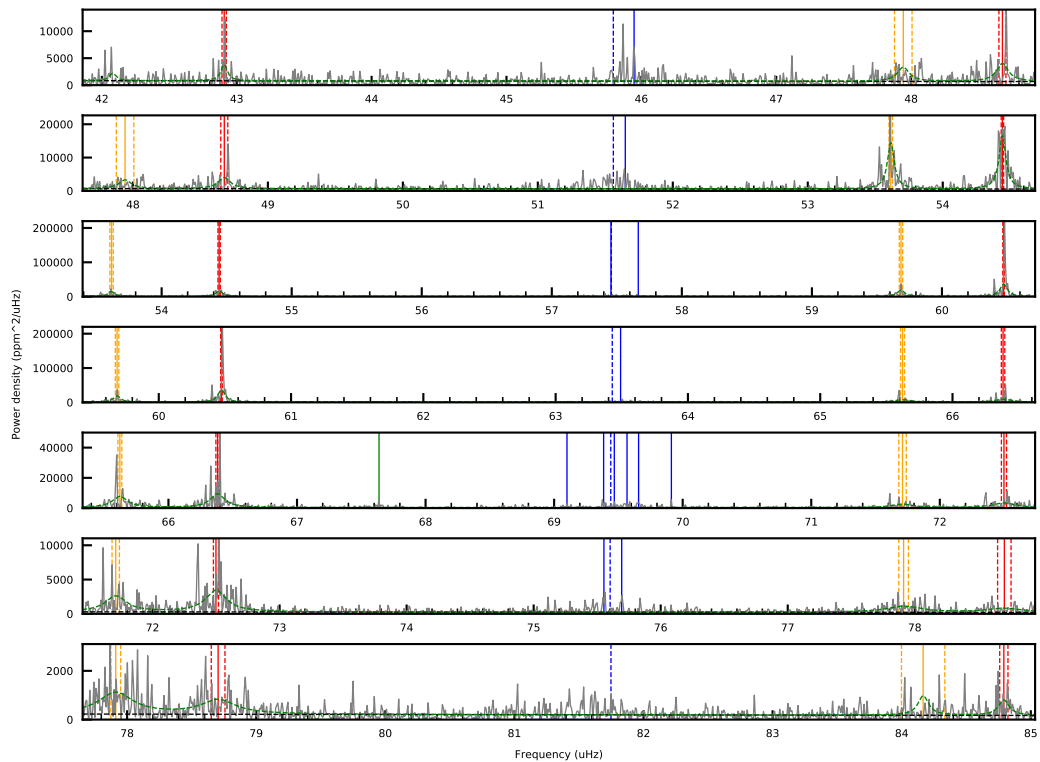 10000
5000
0
42 43 44 45 46 47 48
20000
10000
0
48 49 50 51 52 53 54
200000
100000
0
54 55 56 57 58 59 60
200000
100000
0
60 61 62 63 64 65 66
Power density (ppm^2/uHz)
40000
20000
0
66 67 68 69 70 71 72
10000
5000
0
72 73 74 75 76 77 78
2000
0
78 79 80 81 82 83 84 85
Frequency (uHz)